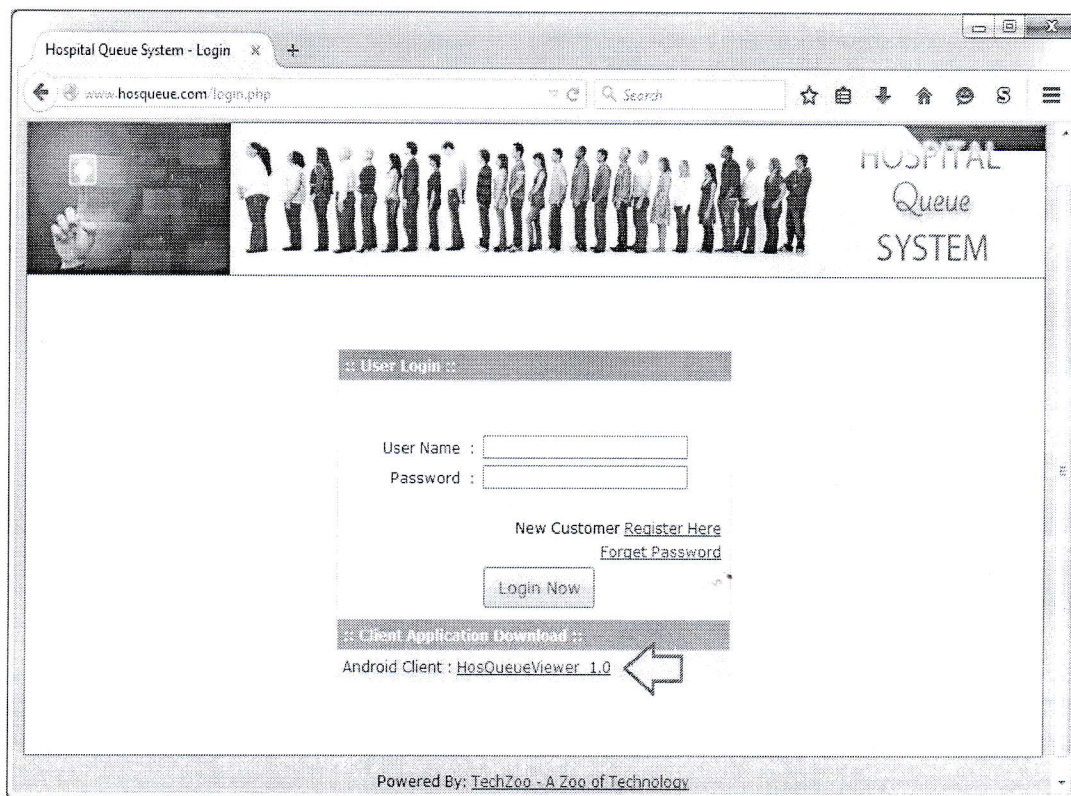 Hospital Queue System - Login × +
www.hosqueue.com/login.php Search S
HOSPITAL
Queue
SYSTEM
:: User Login ::
User Name :
Password :
New Customer Register Here
Forget Password
Login Now
:: Client Application Download ::
Android Client : HosQueueViewer_1.0
Powered By: TechZoo - A Zoo of Technology